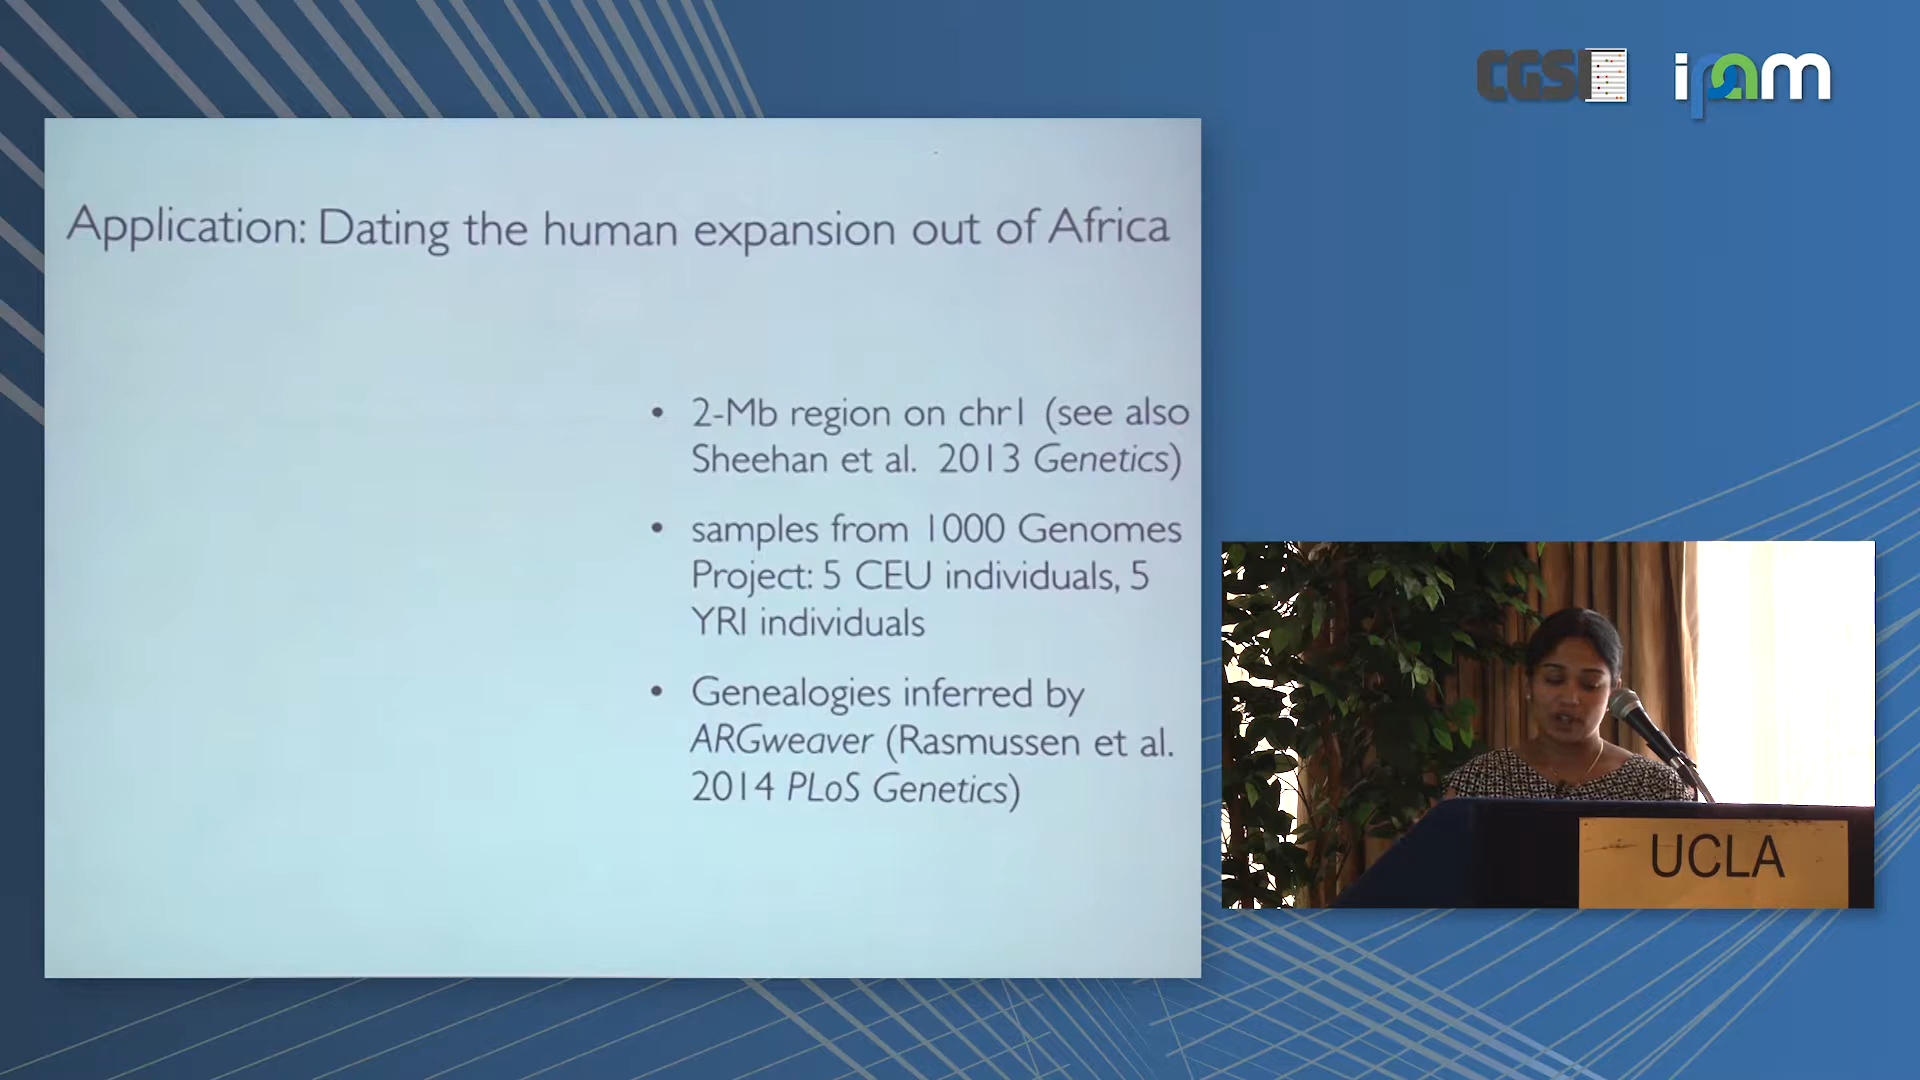 CGSI
ipam
Application: Dating the human expansion out of Africa
• 2-Mb region on chr1 (see also
Sheehan et al. 2013 Genetics)
• samples from 1000 Genomes
Project: 5 CEU individuals, 5
YRI individuals
• Genealogies inferred by
ARGweaver (Rasmussen et al.
2014 PLoS Genetics)
UCLA